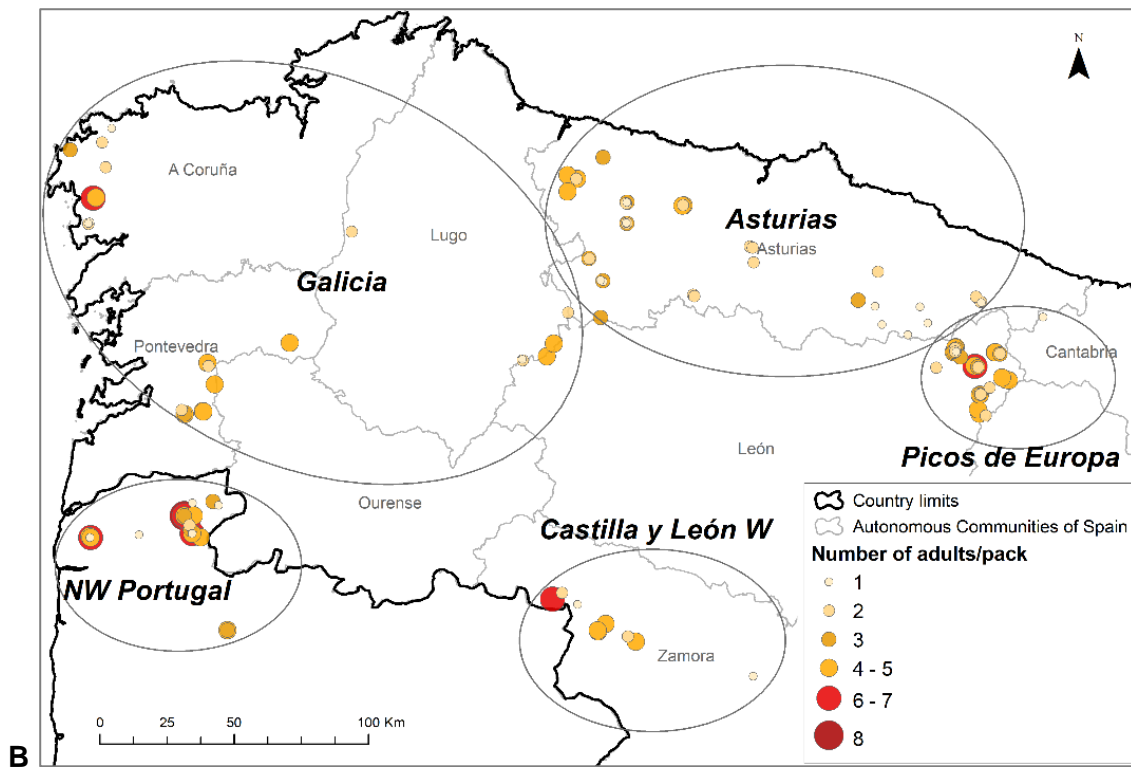 N
A Coruña
Lugo
Asturias
Asturias
Galicia
Pontevedra
Cantabria
León
Picos de Europa
Ourense
Castilla y León W
NW Portugal
Zamora
0 50 100 Km
Country limits
Autonomous Communities of Spain
Number of adults/pack
1
2
3
4 - 5
6 - 7
8
B